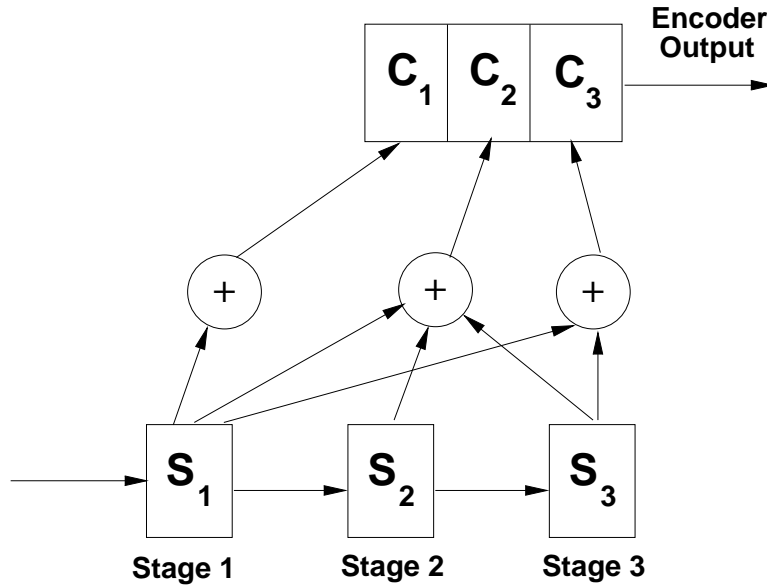 Encoder
Output
C1 C2 C3
+ + +
S1 S2 S3
Stage 1 Stage 2 Stage 3